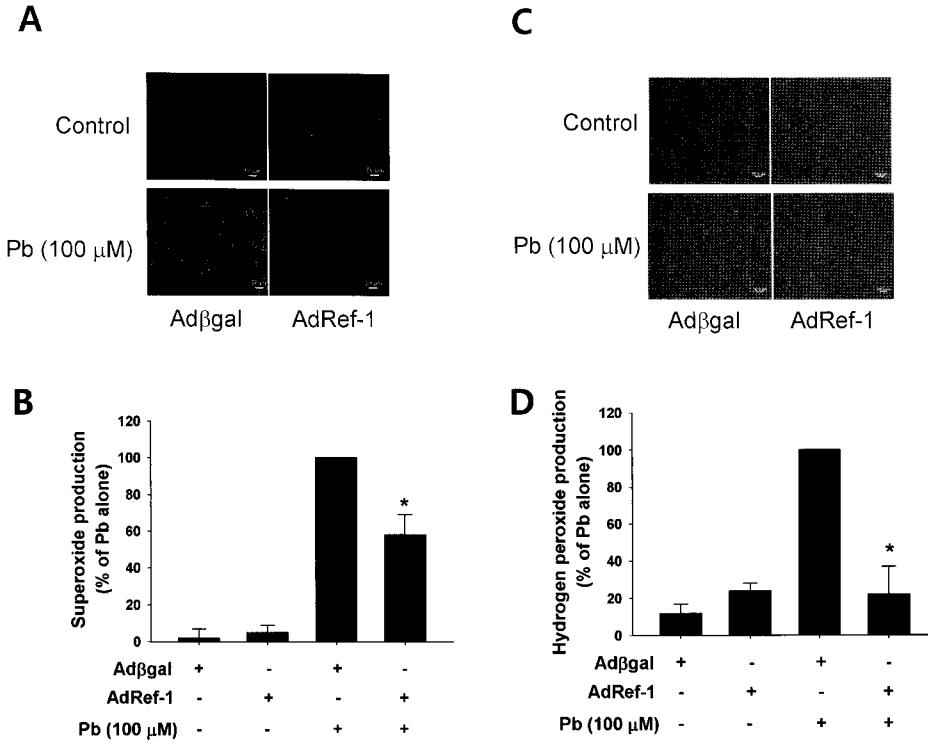 A
Control
Pb (100 μM)
Adβgal AdRef-1
C
Control
Pb (100 μM)
Adβgal AdRef-1
B
Superoxide production
(% of Pb alone)
120
100
80
60
40
20
0
*
Adβgal + - + -
AdRef-1 - + - +
Pb (100 μM) - - + +
D
Hydrogen peroxide production
(% of Pb alone)
120
100
80
60
40
20
0
*
Adβgal + - + -
AdRef-1 - + - +
Pb (100 μM) - - + +